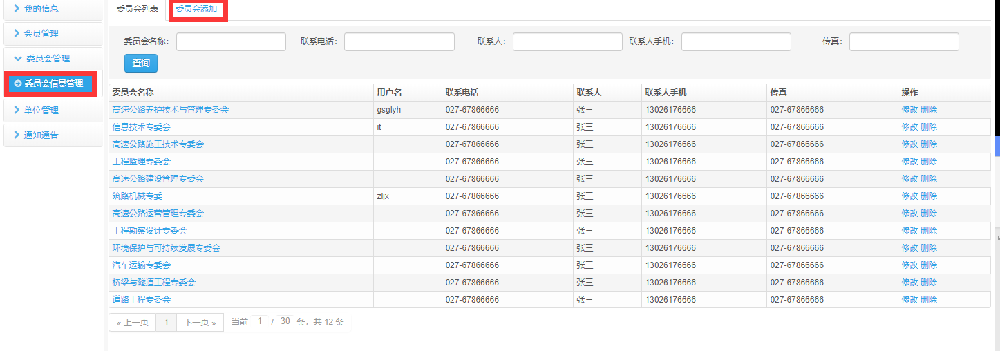 我的信息
会员管理
委员会管理
委员会信息管理
单位管理
通知通告
委员会列表 委员会添加
委员会名称： 联系电话： 联系人： 联系人手机： 传真：
查询
委员会名称 用户名 联系电话 联系人 联系人手机 传真 操作
高速公路养护技术与管理专委会 gsglyh 027-67866666 张三 13026176666 027-67866666 修改 删除
信息技术专委会 it 027-67866666 张三 13026176666 027-67866666 修改 删除
高速公路施工技术专委会 027-67866666 张三 13026176666 027-67866666 修改 删除
工程监理专委会 027-67866666 张三 13026176666 027-67866666 修改 删除
高速公路建设管理专委会 027-67866666 张三 13026176666 027-67866666 修改 删除
筑路机械专委 zljx 027-67866666 张三 13026176666 027-67866666 修改 删除
高速公路运营管理专委会 027-67866666 张三 13026176666 027-67866666 修改 删除
工程勘察设计专委会 027-67866666 张三 13026176666 027-67866666 修改 删除
环境保护与可持续发展专委会 027-67866666 张三 13026176666 027-67866666 修改 删除
汽车运输专委会 027-67866666 张三 13026176666 027-67866666 修改 删除
桥梁与隧道工程专委会 027-67866666 张三 13026176666 027-67866666 修改 删除
道路工程专委会 027-67866666 张三 13026176666 027-67866666 修改 删除
« 上一页 1 下一页 » 当前 1 / 30 条，共 12 条